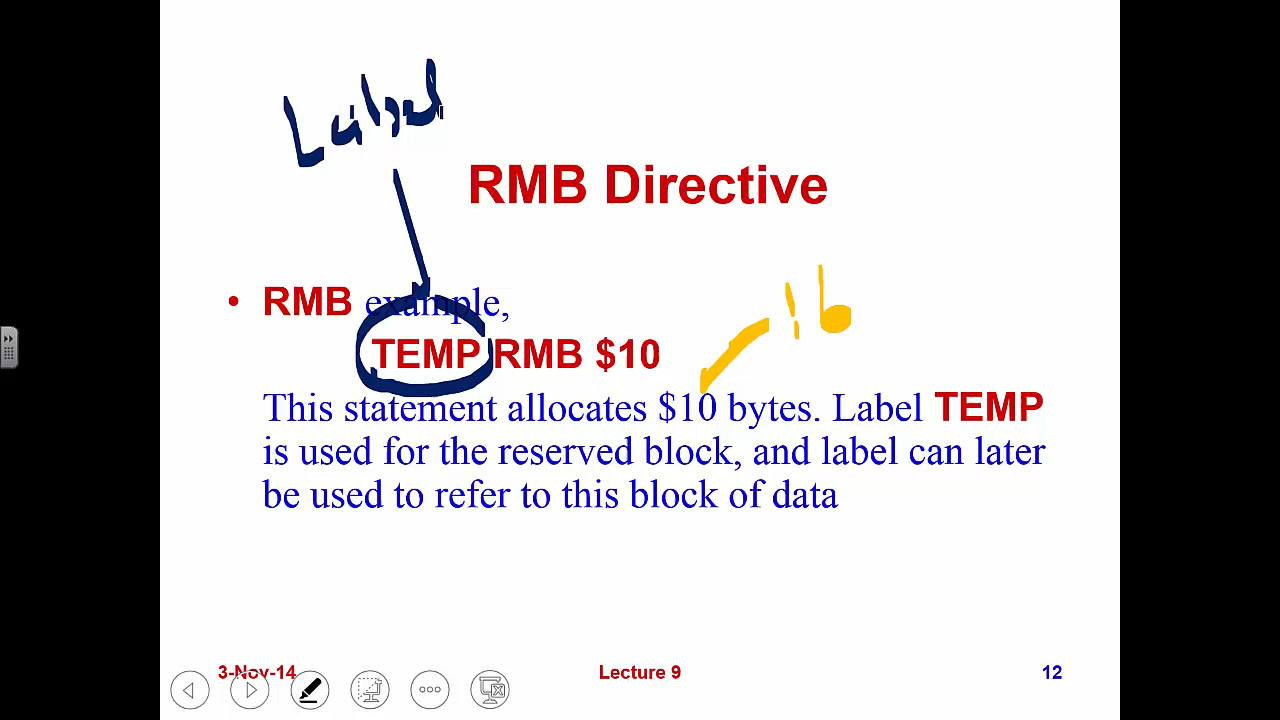 Label
RMB Directive
16
• RMB example,
TEMP RMB $10
This statement allocates $10 bytes. Label TEMP
is used for the reserved block, and label can later
be used to refer to this block of data
3-Nov-14
Lecture 9
12